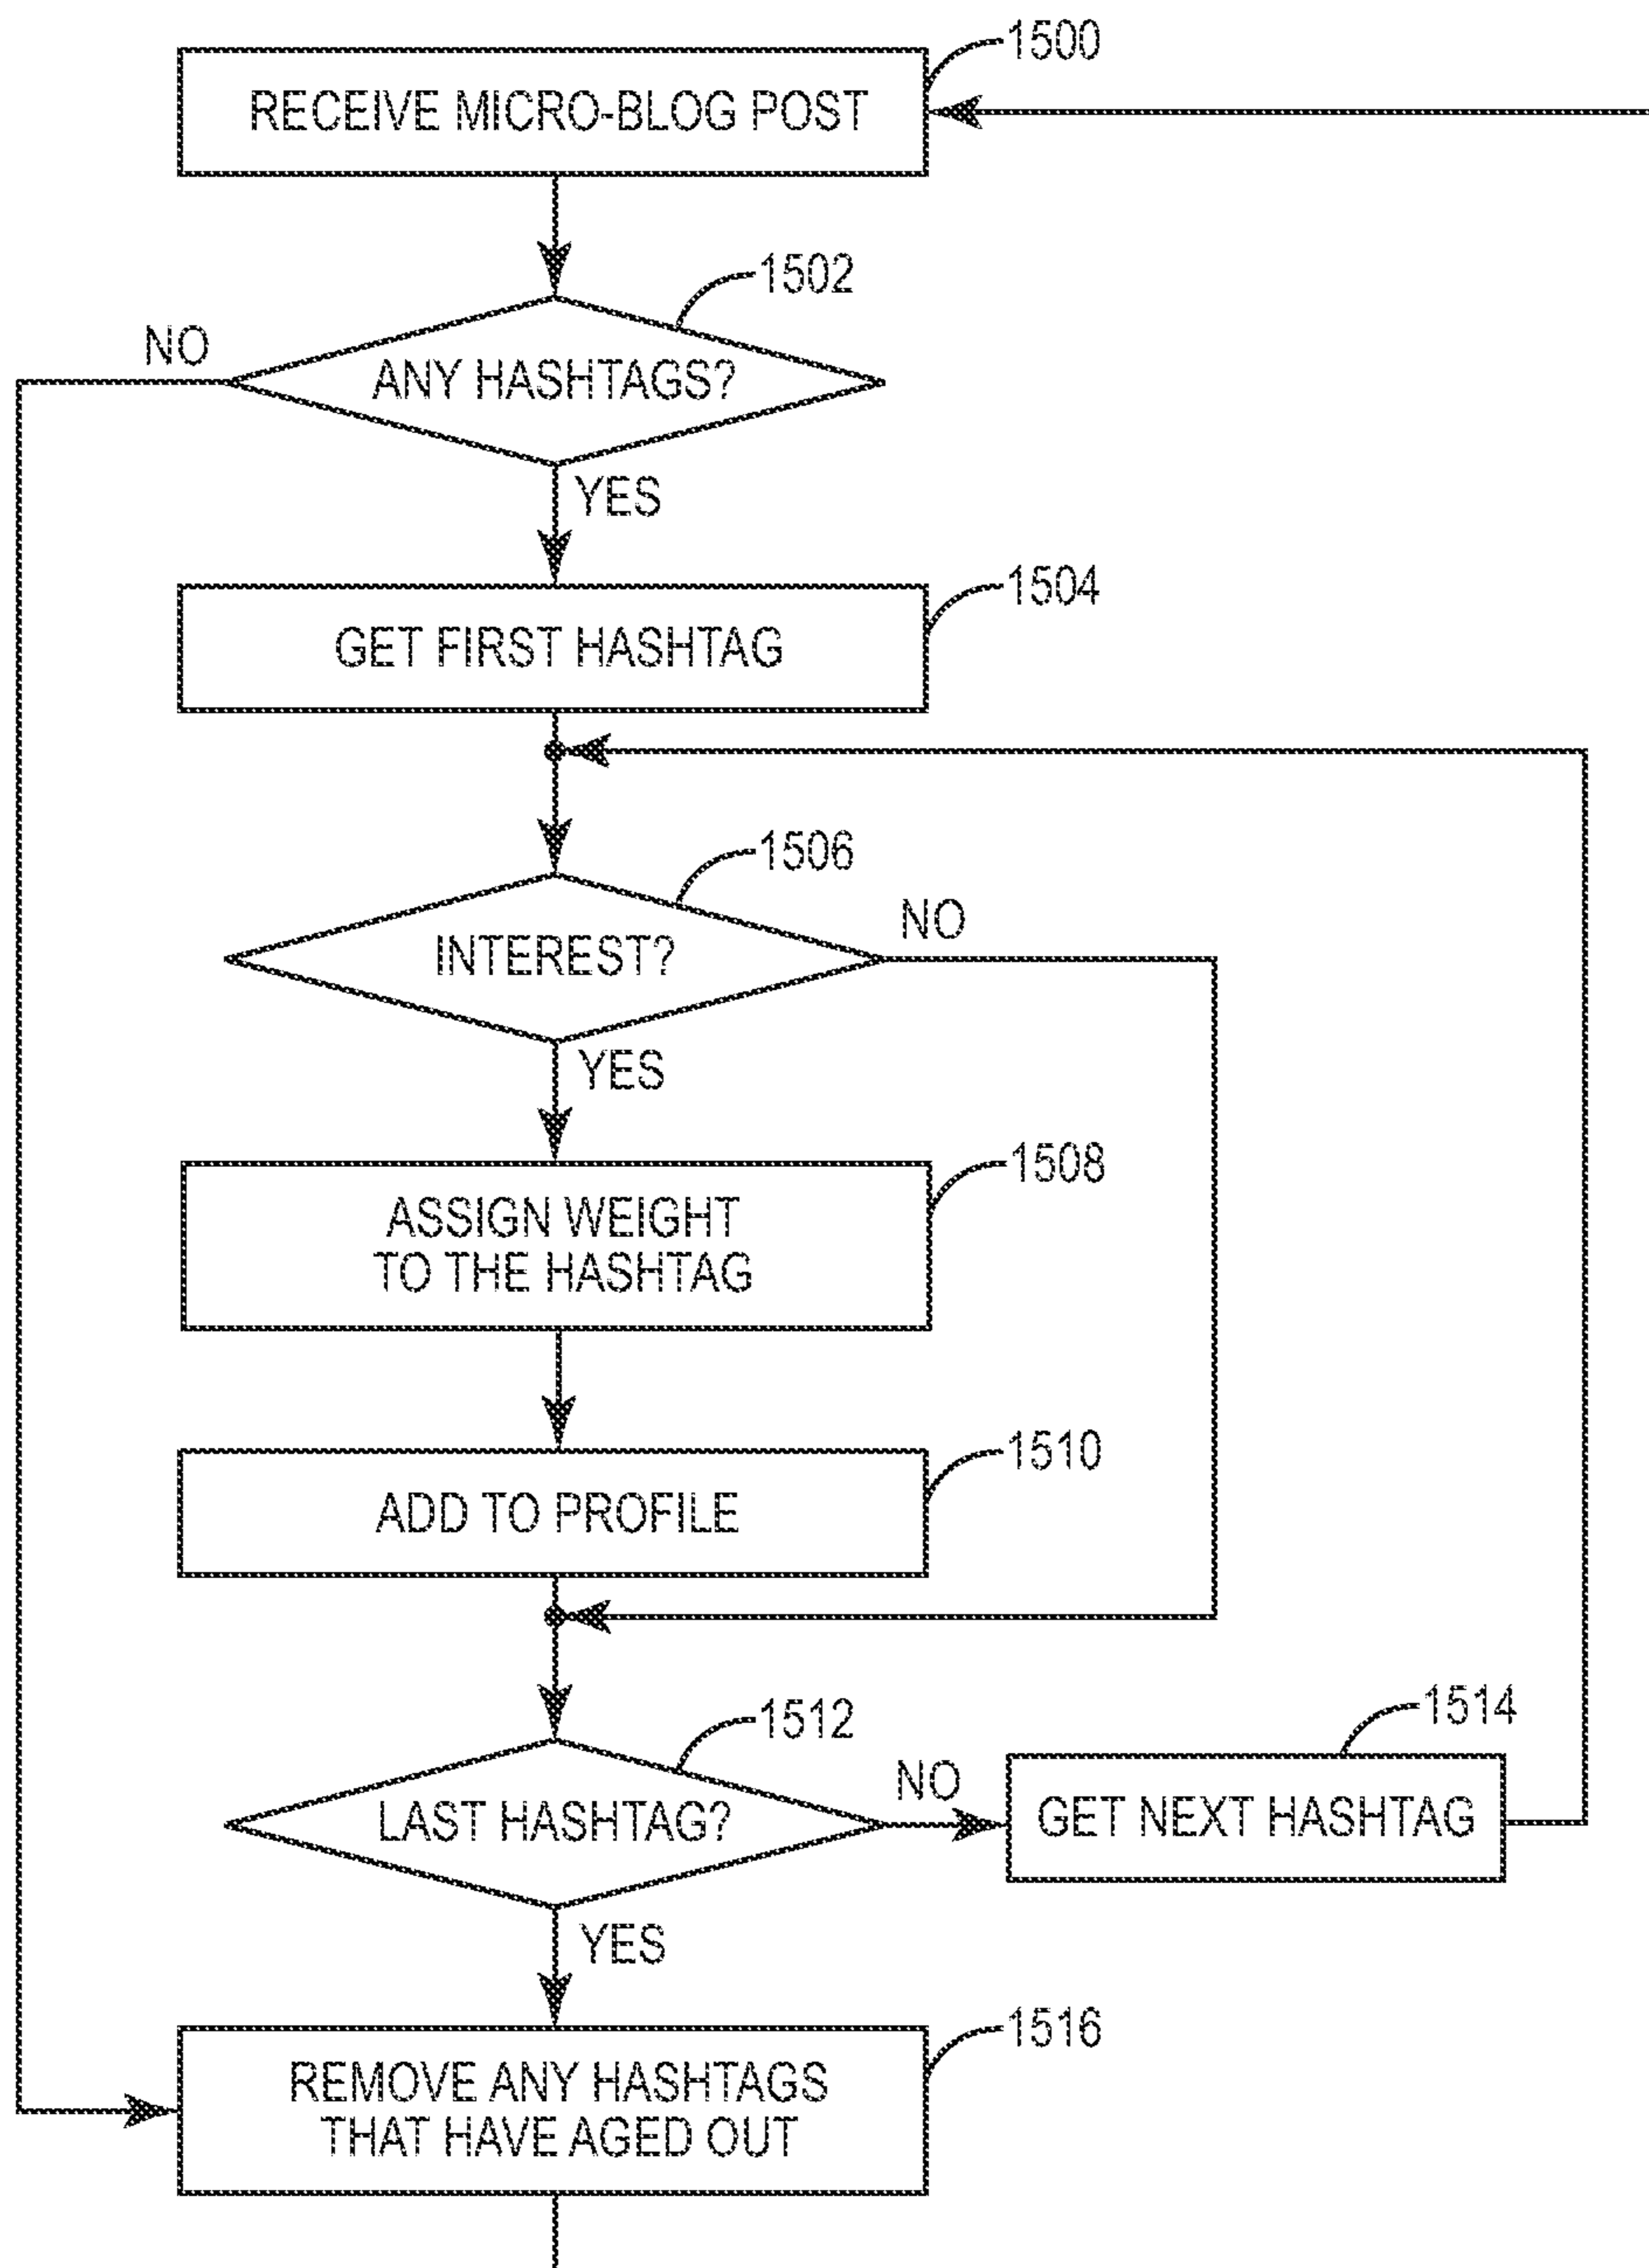 1500
RECEIVE MICRO-BLOG POST
1502
NO
ANY HASHTAGS?
YES
1504
GET FIRST HASHTAG
1506
NO
INTEREST?
YES
1508
ASSIGN WEIGHT
TO THE HASHTAG
1510
ADD TO PROFILE
1512
1514
NO
LAST HASHTAG?
GET NEXT HASHTAG
YES
1516
REMOVE ANY HASHTAGS
THAT HAVE AGED OUT